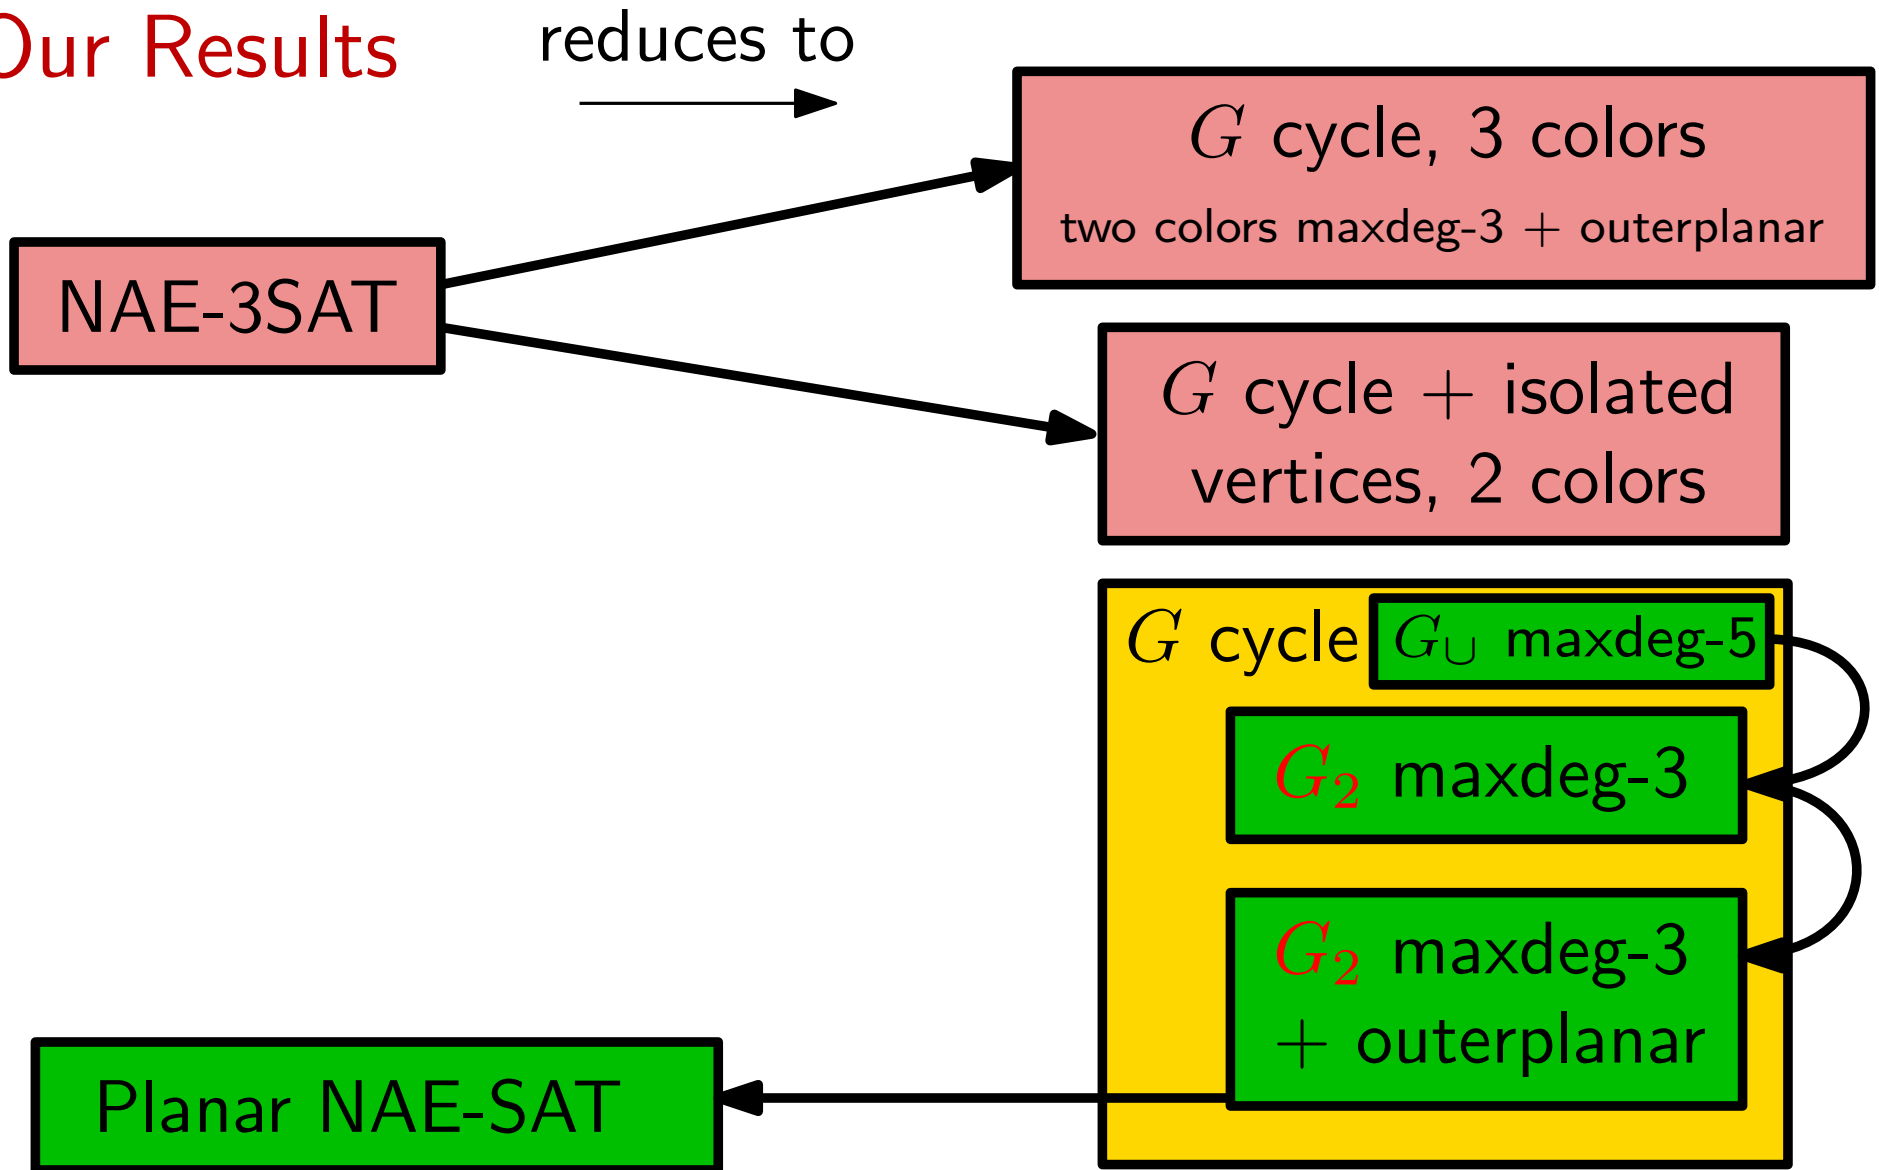 Our Results
reduces to
G cycle, 3 colors
two colors maxdeg-3 + outerplanar
NAE-3SAT
G cycle + isolated
vertices, 2 colors
G cycle
G∪ maxdeg-5
G₂ maxdeg-3
G₂ maxdeg-3
+ outerplanar
Planar NAE-SAT